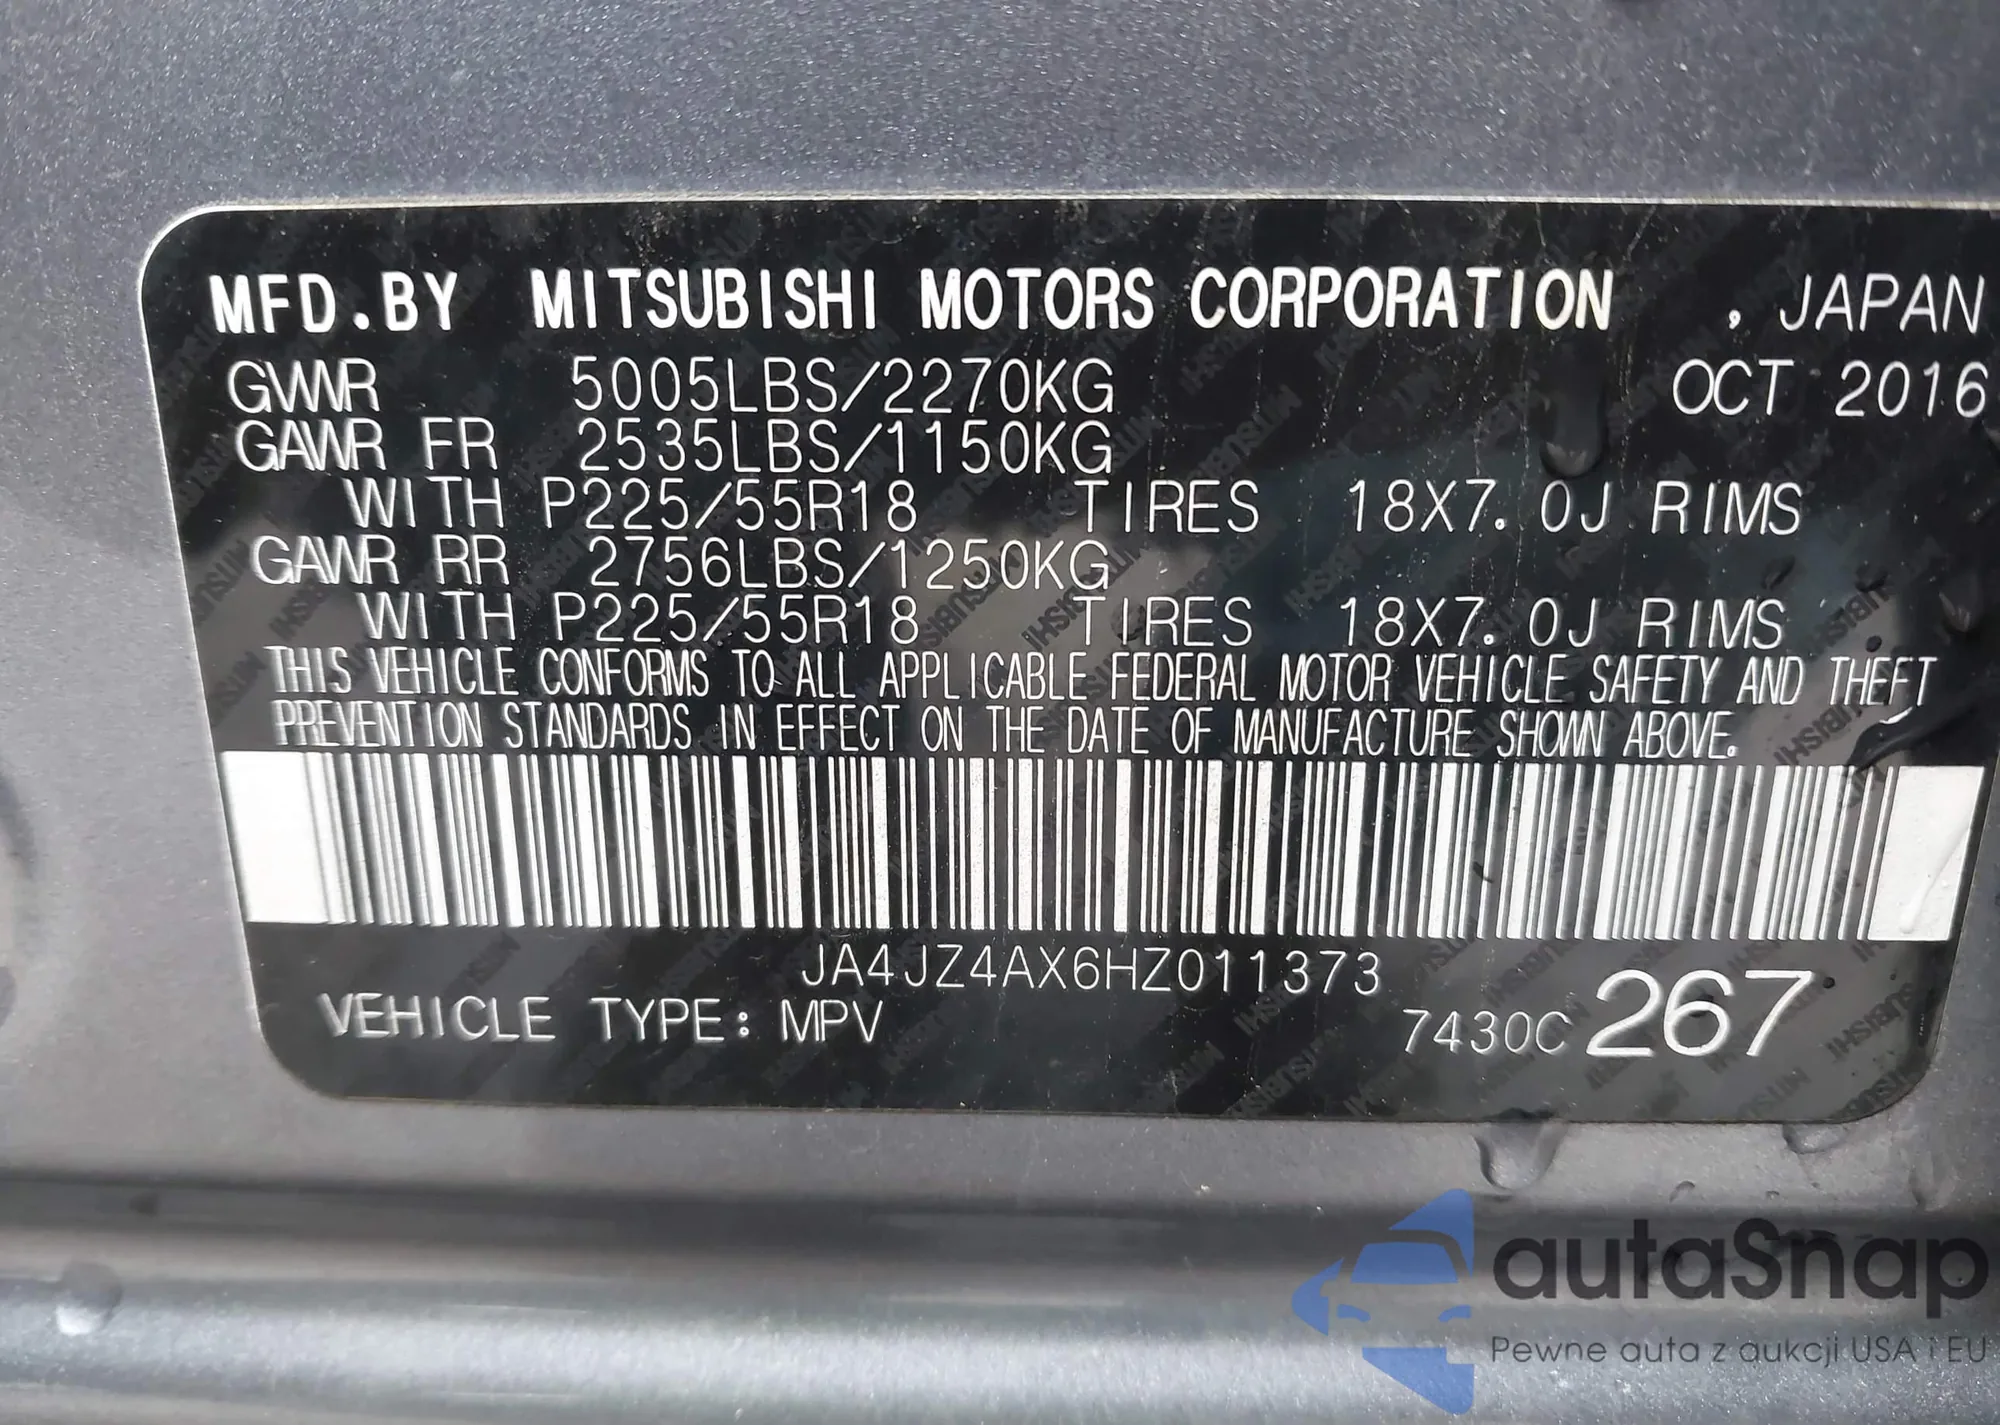 MFD.BY MITSUBISHI MOTORS CORPORATION , JAPAN
GVWR 5005LBS/2270KG OCT 2016
GAWR FR 2535LBS/1150KG
WITH P225/55R18 TIRES 18X7.0J RIMS
GAWR RR 2756LBS/1250KG
WITH P225/55R18 TIRES 18X7.0J RIMS
THIS VEHICLE CONFORMS TO ALL APPLICABLE FEDERAL MOTOR VEHICLE SAFETY AND THEFT
PREVENTION STANDARDS IN EFFECT ON THE DATE OF MANUFACTURE SHOWN ABOVE.
JA4JZ4AX6HZ011373
VEHICLE TYPE: MPV 7430C 267
autaSnap
Pewne auta z aukcji USA i EU